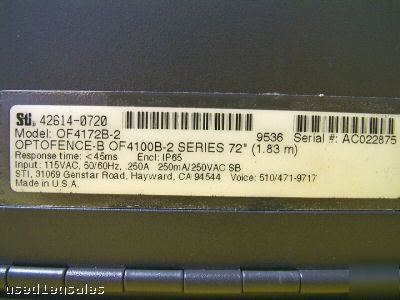 STI 42614-0720
Model: OF4172B-2 9536 Serial #: AC022875
OPTOFENCE-B OF4100B-2 SERIES 72" (1.83 m)
Response time: <45ms Encl: IP65
Input: 115VAC, 50/60Hz, .250A 250mA/250VAC SB
STI, 31069 Genstar Road, Hayward, CA 94544 Voice: 510/471-9717
Made in U.S.A.
used1eqsales